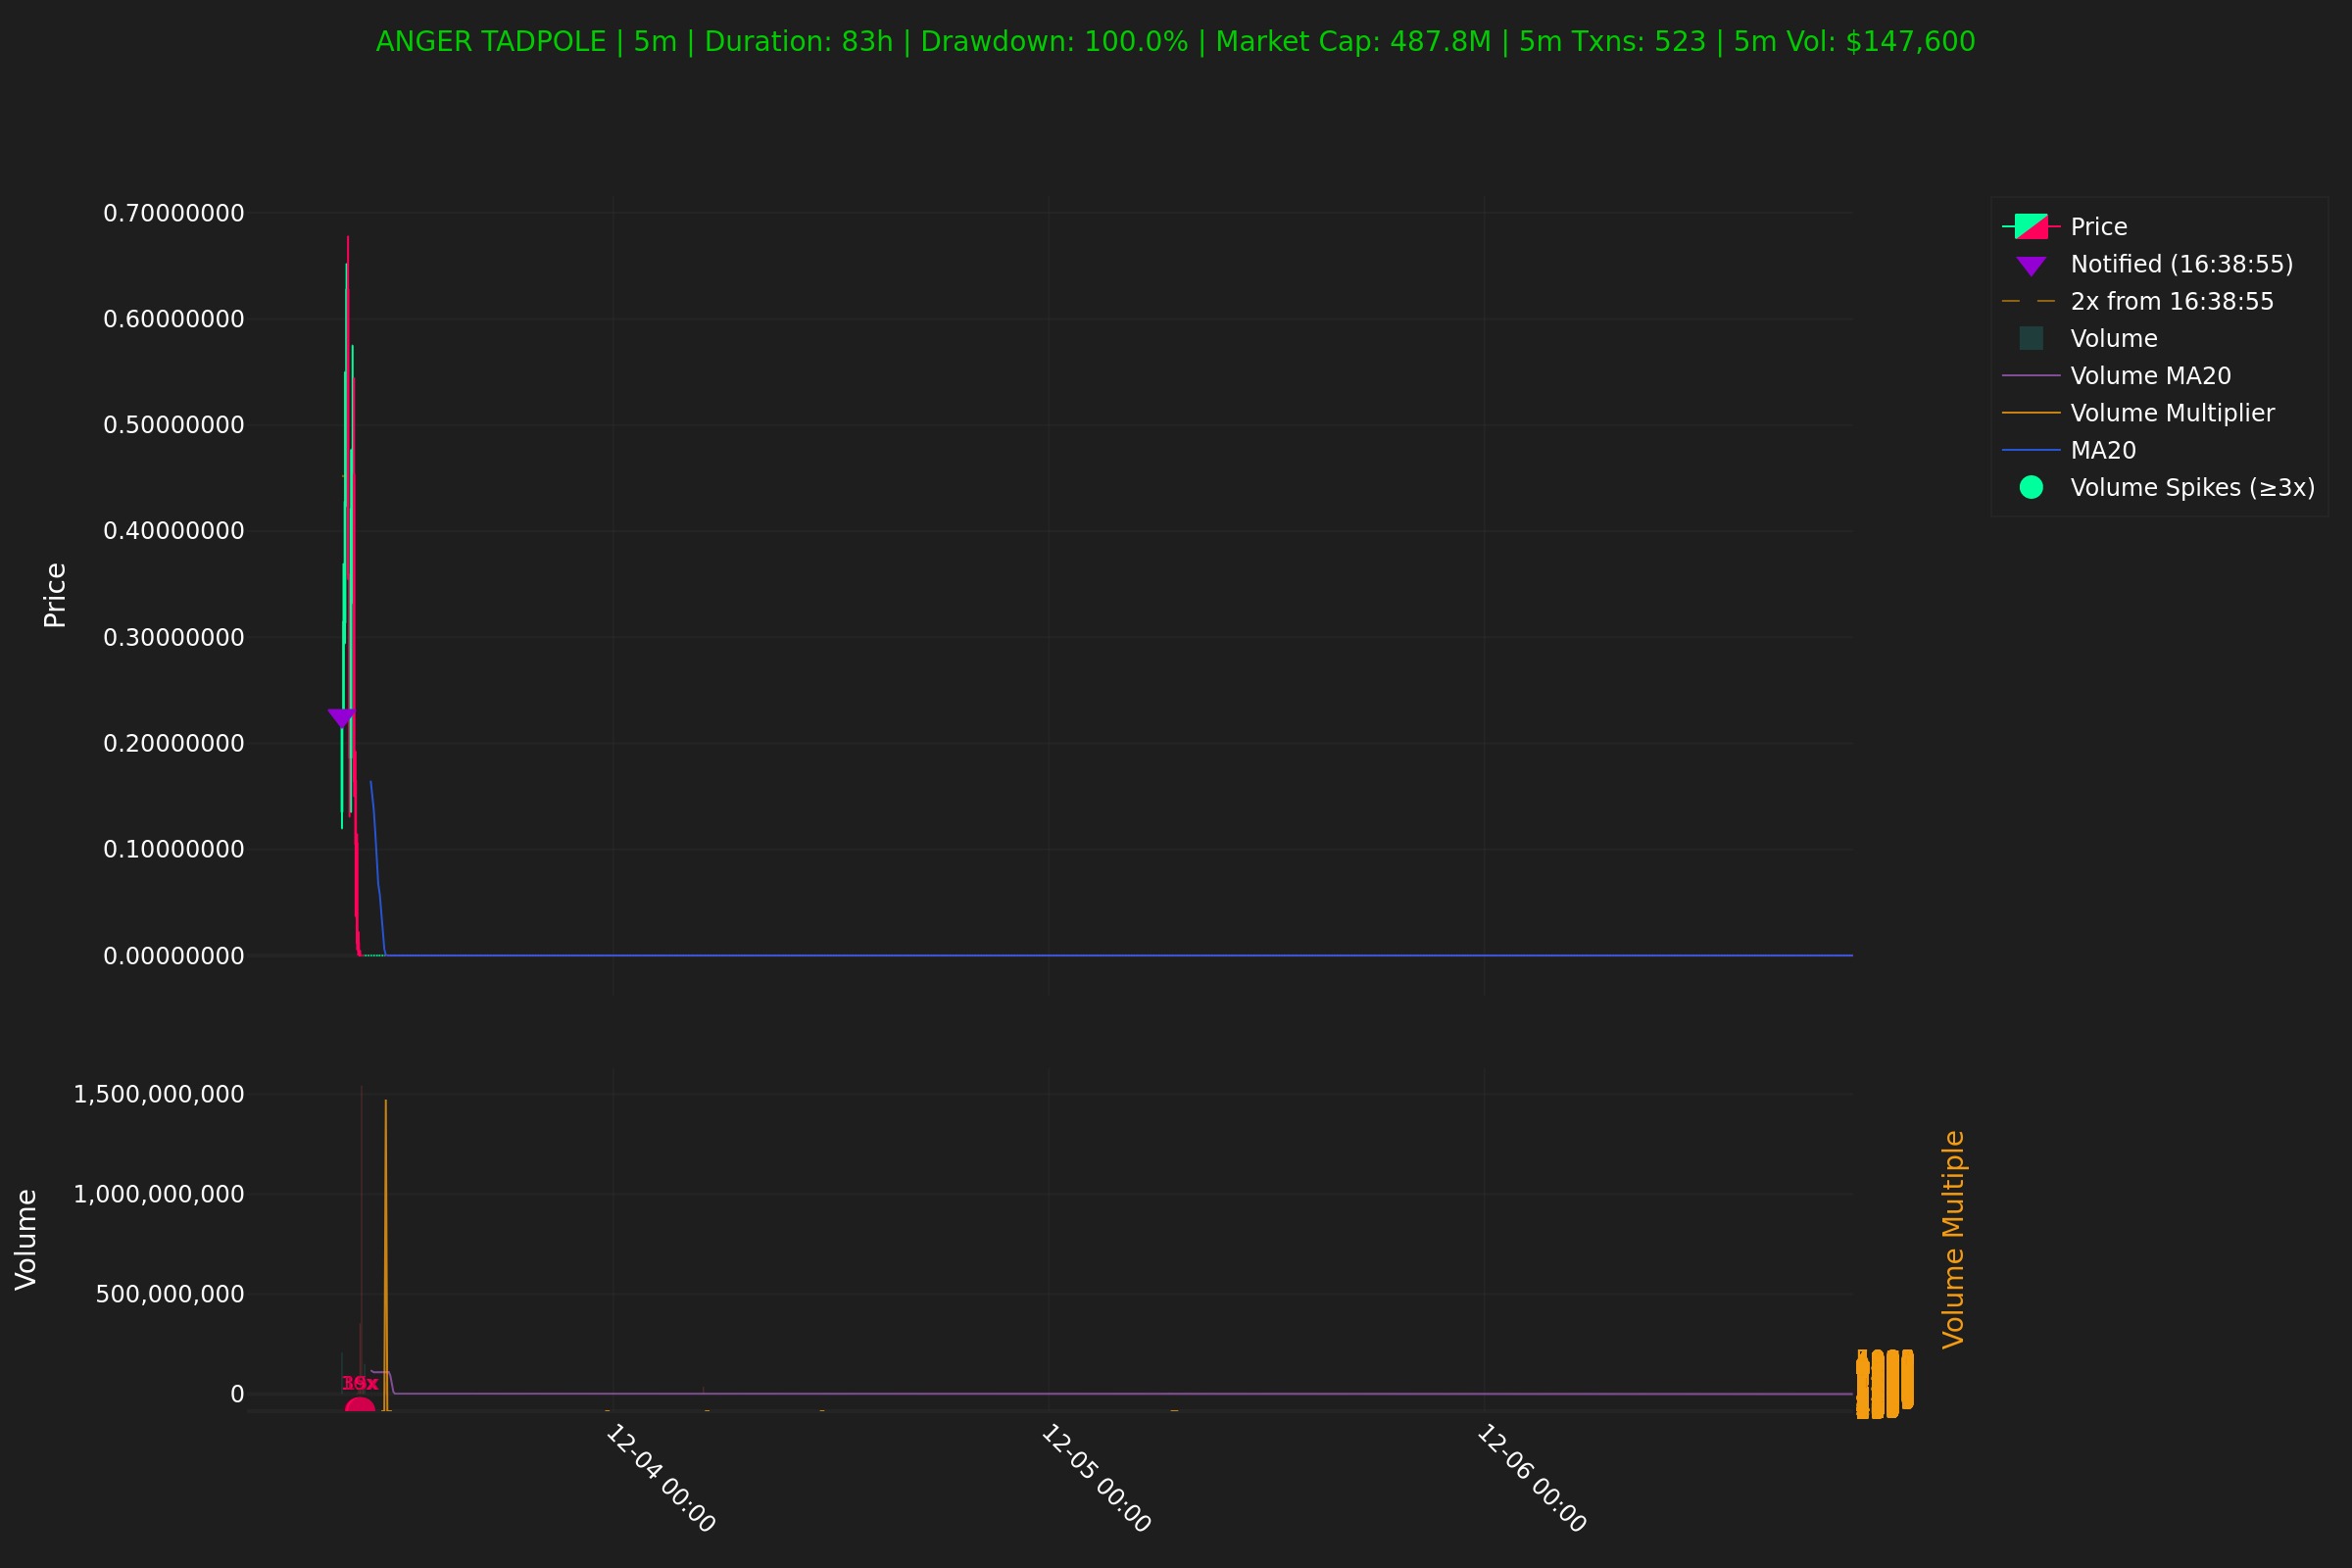 ANGER TADPOLE | 5m | Duration: 83h | Drawdown: 100.0% | Market Cap: 487.8M | 5m Txns: 523 | 5m Vol: $147,600
Price
0.70000000
0.60000000
0.50000000
0.40000000
0.30000000
0.20000000
0.10000000
0.00000000
Price
Notified (16:38:55)
2x from 16:38:55
Volume
Volume MA20
Volume Multiplier
MA20
Volume Spikes (≥3x)
Volume
1,500,000,000
1,000,000,000
500,000,000
0
Volume Multiple
12-04 00:00
12-05 00:00
12-06 00:00